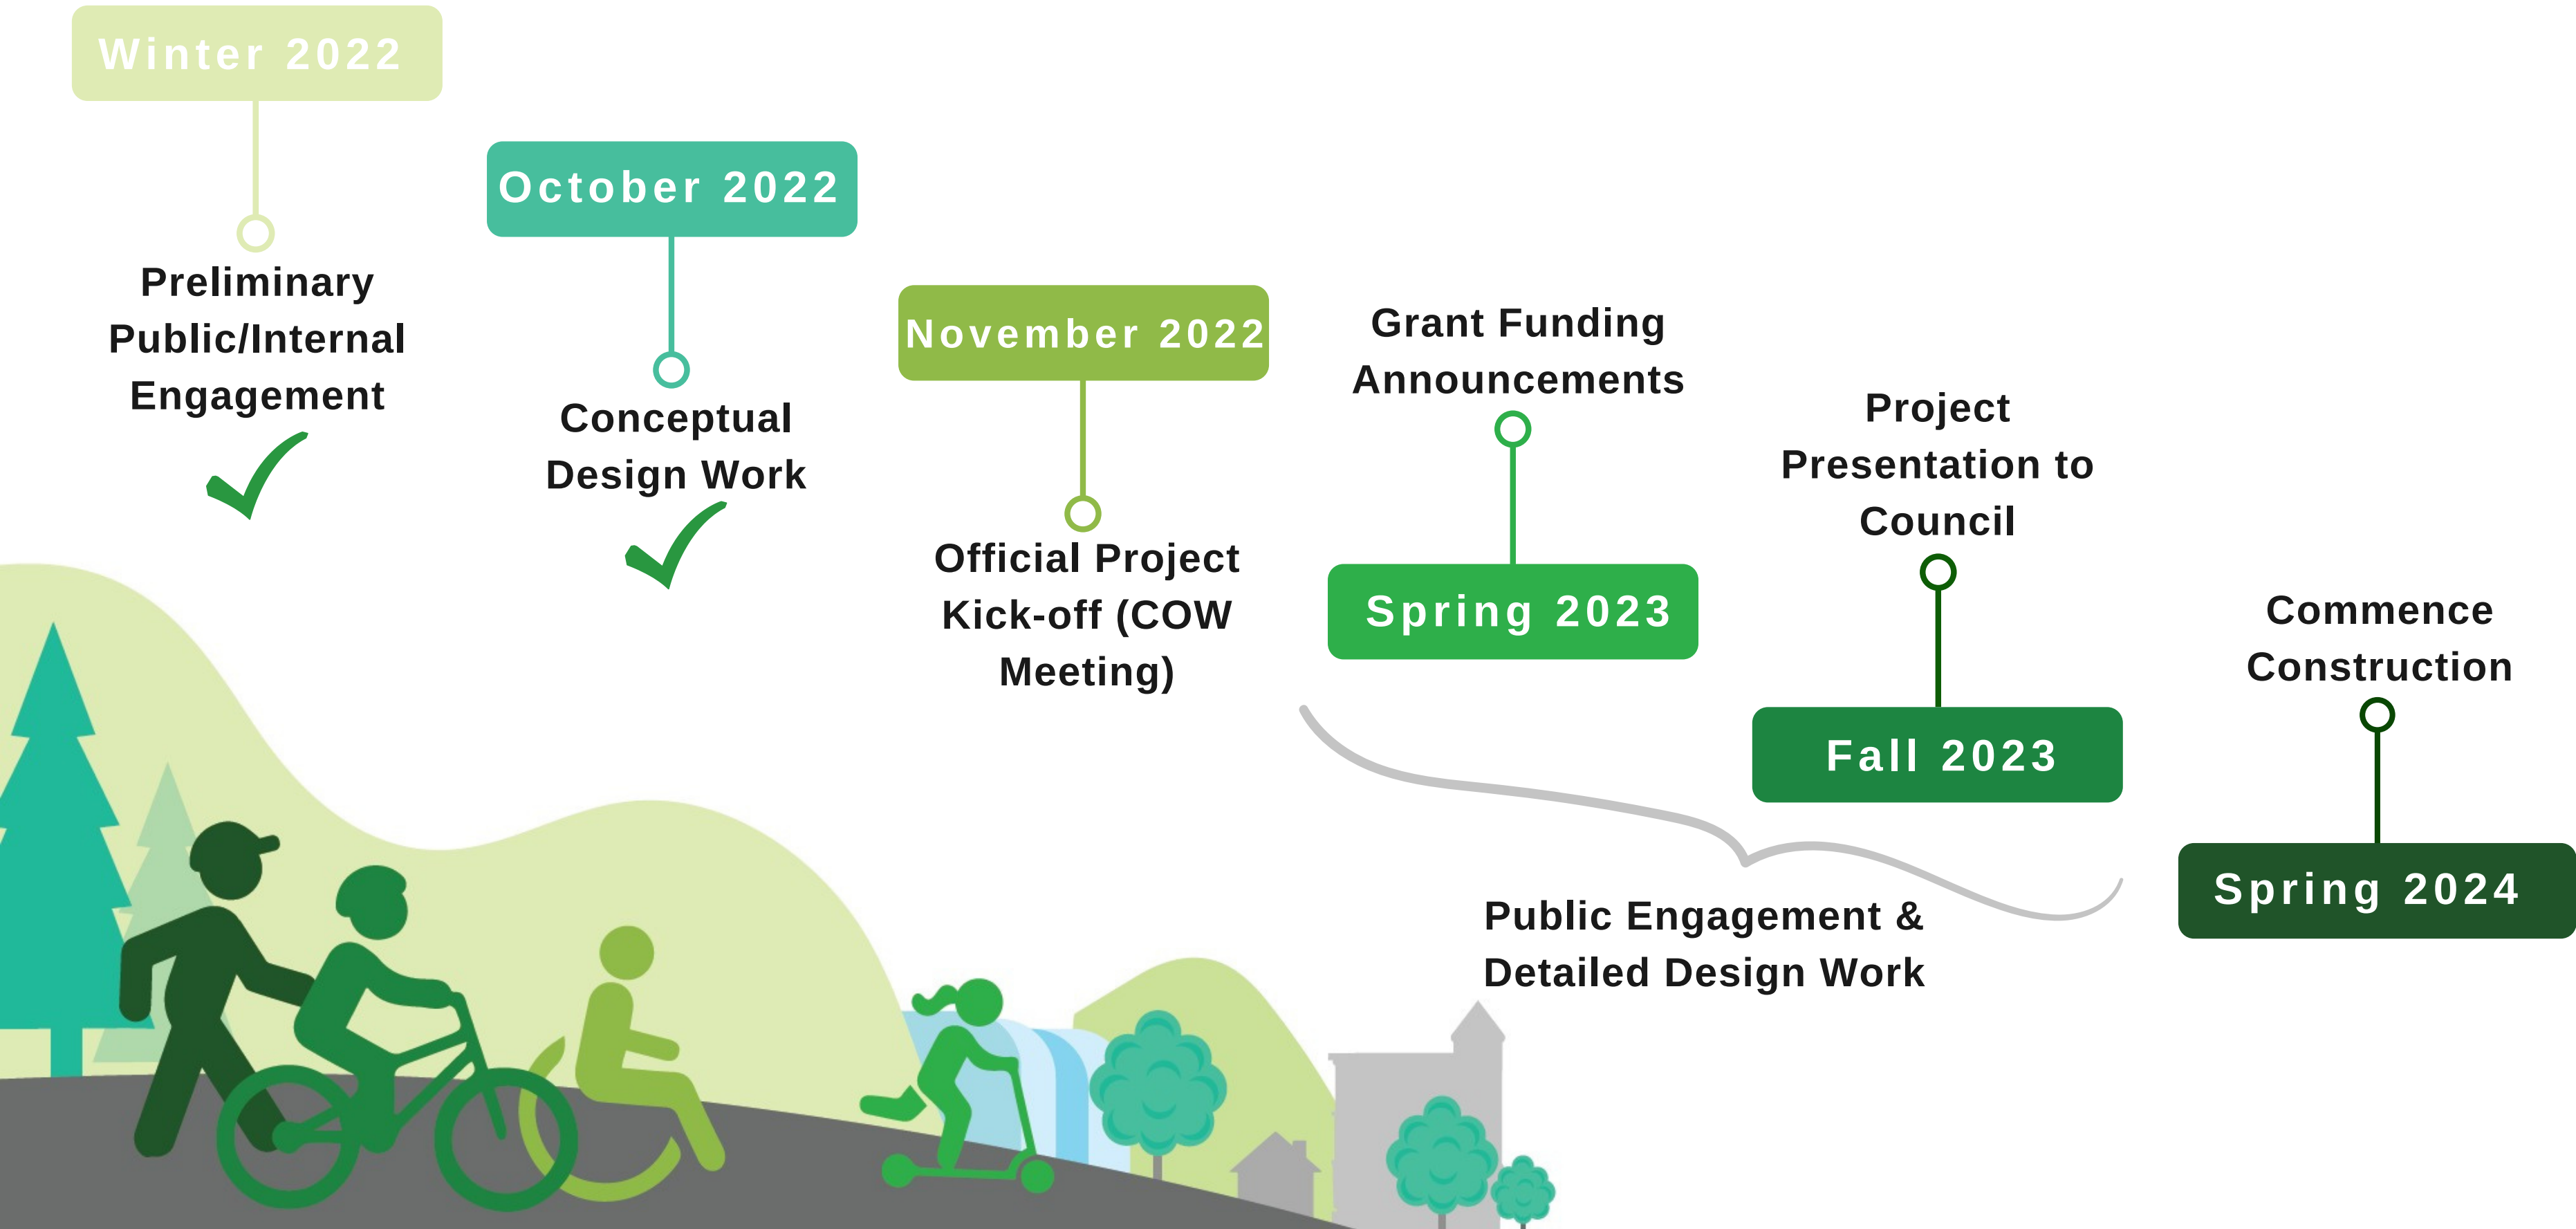 Winter 2022
Preliminary
Public/Internal
Engagement
October 2022
Conceptual
Design Work
November 2022
Official Project
Kick-off (COW
Meeting)
Grant Funding
Announcements
Spring 2023
Project
Presentation to
Council
Fall 2023
Commence
Construction
Spring 2024
Public Engagement &
Detailed Design Work